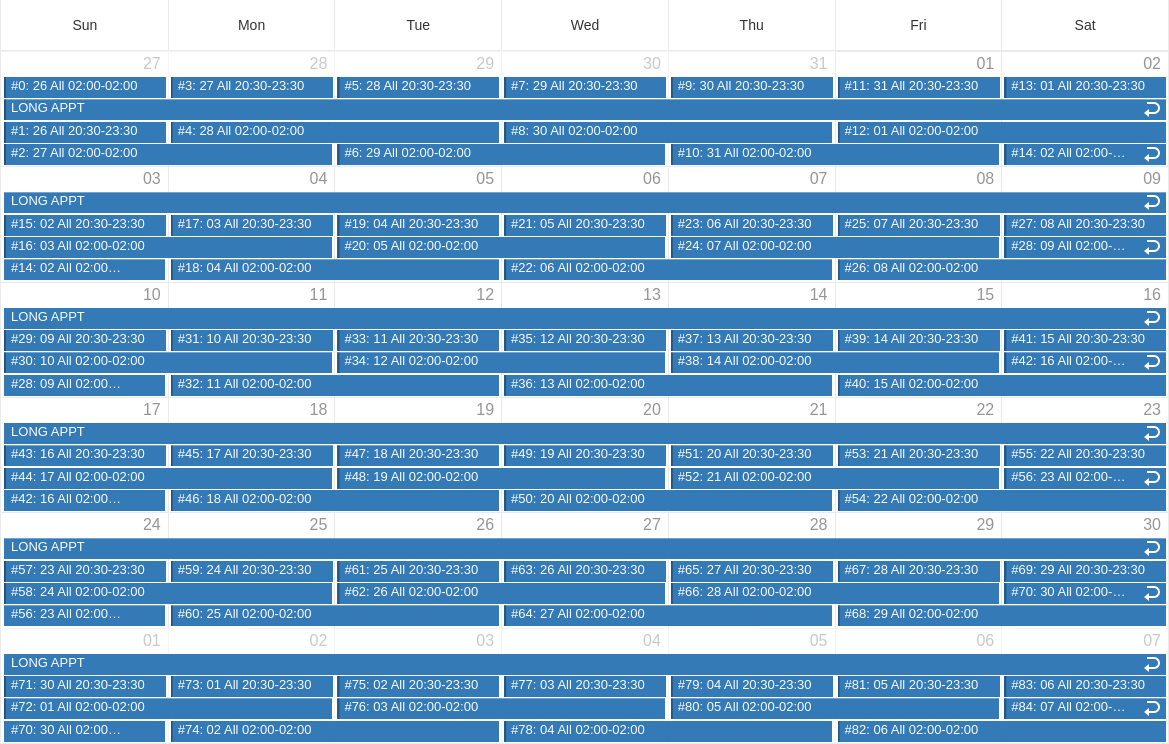 Sun Mon Tue Wed Thu Fri Sat
27 28 29 30 31 01 02
#0: 26 All 02:00-02:00 #3: 27 All 20:30-23:30 #5: 28 All 20:30-23:30 #7: 29 All 20:30-23:30 #9: 30 All 20:30-23:30 #11: 31 All 20:30-23:30 #13: 01 All 20:30-23:30
LONG APPT
#1: 26 All 20:30-23:30 #4: 28 All 02:00-02:00 #8: 30 All 02:00-02:00 #12: 01 All 02:00-02:00
#2: 27 All 02:00-02:00 #6: 29 All 02:00-02:00 #10: 31 All 02:00-02:00 #14: 02 All 02:00-…
03 04 05 06 07 08 09
LONG APPT
#15: 02 All 20:30-23:30 #17: 03 All 20:30-23:30 #19: 04 All 20:30-23:30 #21: 05 All 20:30-23:30 #23: 06 All 20:30-23:30 #25: 07 All 20:30-23:30 #27: 08 All 20:30-23:30
#16: 03 All 02:00-02:00 #20: 05 All 02:00-02:00 #24: 07 All 02:00-02:00 #28: 09 All 02:00-…
#14: 02 All 02:00… #18: 04 All 02:00-02:00 #22: 06 All 02:00-02:00 #26: 08 All 02:00-02:00
10 11 12 13 14 15 16
LONG APPT
#29: 09 All 20:30-23:30 #31: 10 All 20:30-23:30 #33: 11 All 20:30-23:30 #35: 12 All 20:30-23:30 #37: 13 All 20:30-23:30 #39: 14 All 20:30-23:30 #41: 15 All 20:30-23:30
#30: 10 All 02:00-02:00 #34: 12 All 02:00-02:00 #38: 14 All 02:00-02:00 #42: 16 All 02:00-…
#28: 09 All 02:00… #32: 11 All 02:00-02:00 #36: 13 All 02:00-02:00 #40: 15 All 02:00-02:00
17 18 19 20 21 22 23
LONG APPT
#43: 16 All 20:30-23:30 #45: 17 All 20:30-23:30 #47: 18 All 20:30-23:30 #49: 19 All 20:30-23:30 #51: 20 All 20:30-23:30 #53: 21 All 20:30-23:30 #55: 22 All 20:30-23:30
#44: 17 All 02:00-02:00 #48: 19 All 02:00-02:00 #52: 21 All 02:00-02:00 #56: 23 All 02:00-…
#42: 16 All 02:00… #46: 18 All 02:00-02:00 #50: 20 All 02:00-02:00 #54: 22 All 02:00-02:00
24 25 26 27 28 29 30
LONG APPT
#57: 23 All 20:30-23:30 #59: 24 All 20:30-23:30 #61: 25 All 20:30-23:30 #63: 26 All 20:30-23:30 #65: 27 All 20:30-23:30 #67: 28 All 20:30-23:30 #69: 29 All 20:30-23:30
#58: 24 All 02:00-02:00 #62: 26 All 02:00-02:00 #66: 28 All 02:00-02:00 #70: 30 All 02:00-…
#56: 23 All 02:00… #60: 25 All 02:00-02:00 #64: 27 All 02:00-02:00 #68: 29 All 02:00-02:00
01 02 03 04 05 06 07
LONG APPT
#71: 30 All 20:30-23:30 #73: 01 All 20:30-23:30 #75: 02 All 20:30-23:30 #77: 03 All 20:30-23:30 #79: 04 All 20:30-23:30 #81: 05 All 20:30-23:30 #83: 06 All 20:30-23:30
#72: 01 All 02:00-02:00 #76: 03 All 02:00-02:00 #80: 05 All 02:00-02:00 #84: 07 All 02:00-…
#70: 30 All 02:00… #74: 02 All 02:00-02:00 #78: 04 All 02:00-02:00 #82: 06 All 02:00-02:00